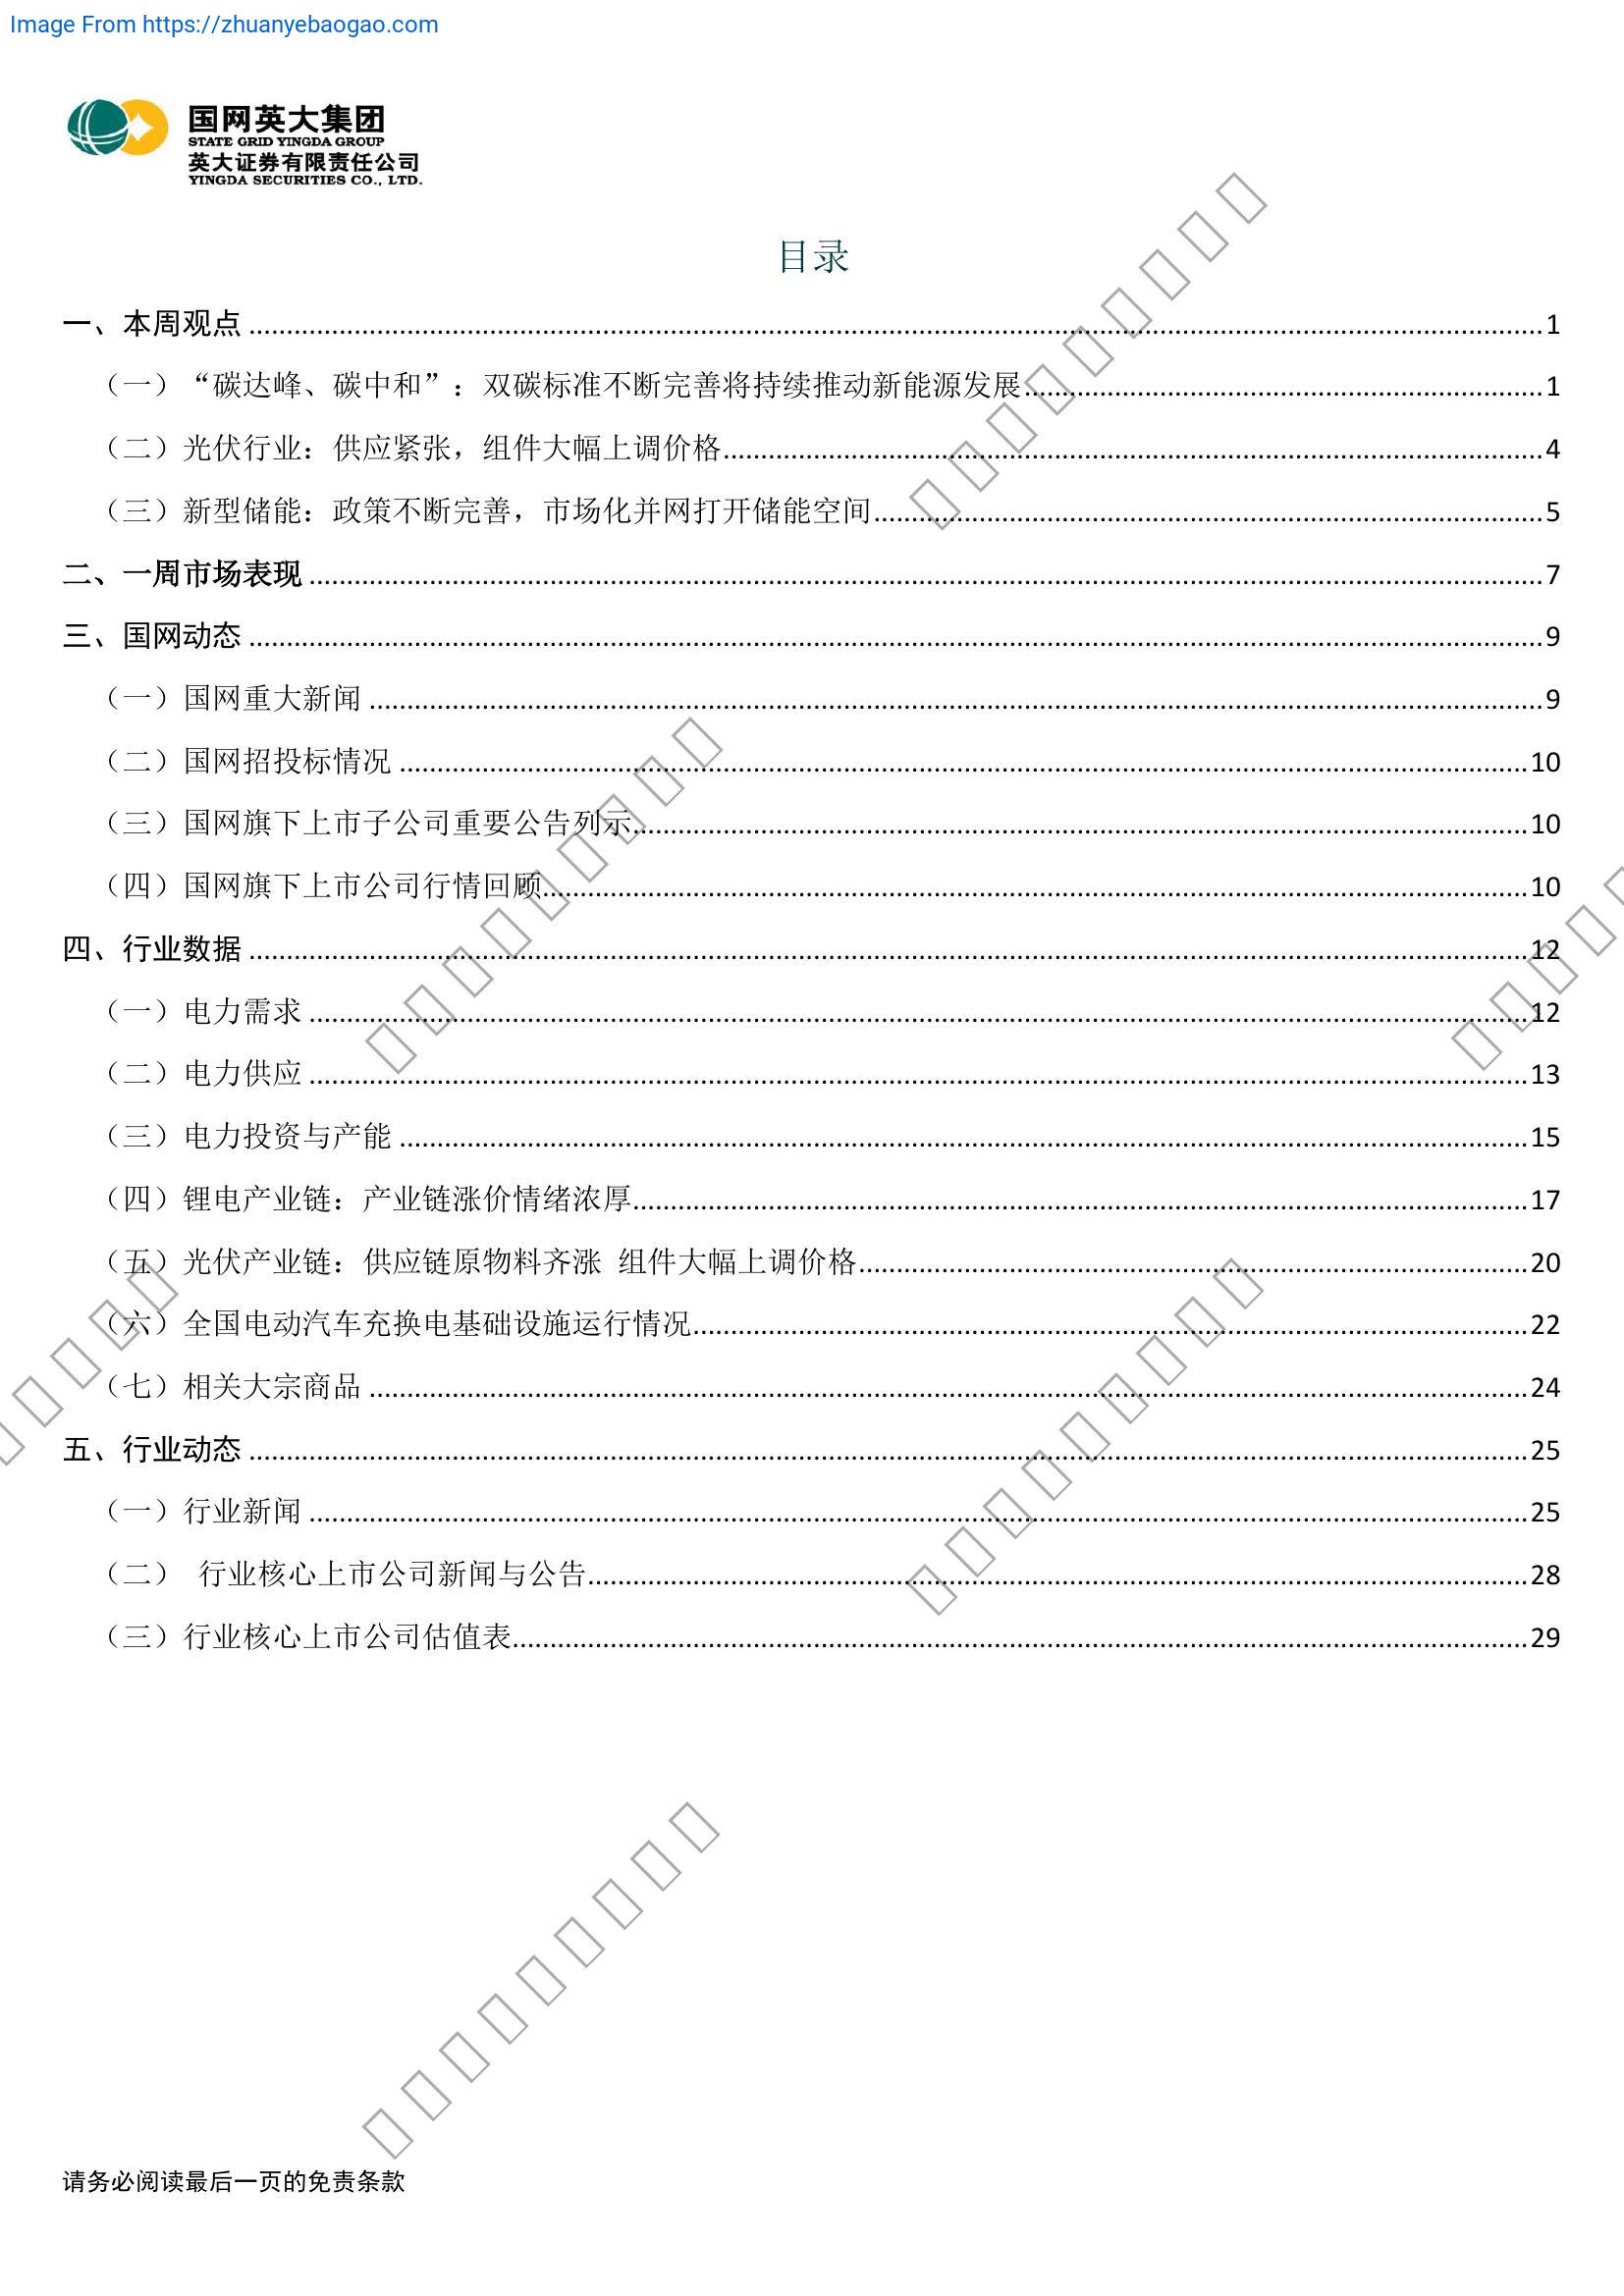 Image From https://zhuanyebaogao.com
国网英大集团
STATE GRID YINGDA GROUP
英大证券有限责任公司
YINGDA SECURITIES CO., LTD.
目录
一、本周观点 1
（一）“碳达峰、碳中和”：双碳标准不断完善将持续推动新能源发展 1
（二）光伏行业：供应紧张，组件大幅上调价格 4
（三）新型储能：政策不断完善，市场化并网打开储能空间 5
二、一周市场表现 7
三、国网动态 9
（一）国网重大新闻 9
（二）国网招投标情况 10
（三）国网旗下上市子公司重要公告列示 10
（四）国网旗下上市公司行情回顾 10
四、行业数据 12
（一）电力需求 12
（二）电力供应 13
（三）电力投资与产能 15
（四）锂电产业链：产业链涨价情绪浓厚 17
（五）光伏产业链：供应链原物料齐涨 组件大幅上调价格 20
（六）全国电动汽车充换电基础设施运行情况 22
（七）相关大宗商品 24
五、行业动态 25
（一）行业新闻 25
（二） 行业核心上市公司新闻与公告 28
（三）行业核心上市公司估值表 29
请务必阅读最后一页的免责条款